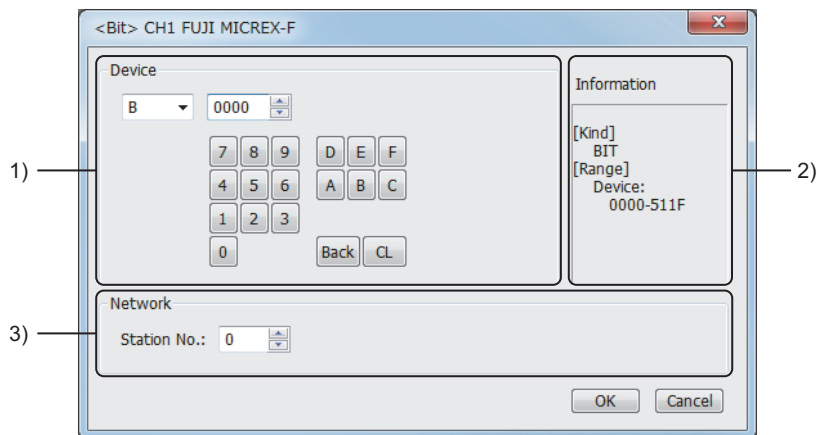 <Bit> CH1 FUJI MICREX-F
x
Device
B 0000
7 8 9 D E F
4 5 6 A B C
1 2 3
0 Back CL
1)
Information
[Kind]
BIT
[Range]
Device:
0000-511F
2)
Network
Station No.: 0
3)
OK Cancel